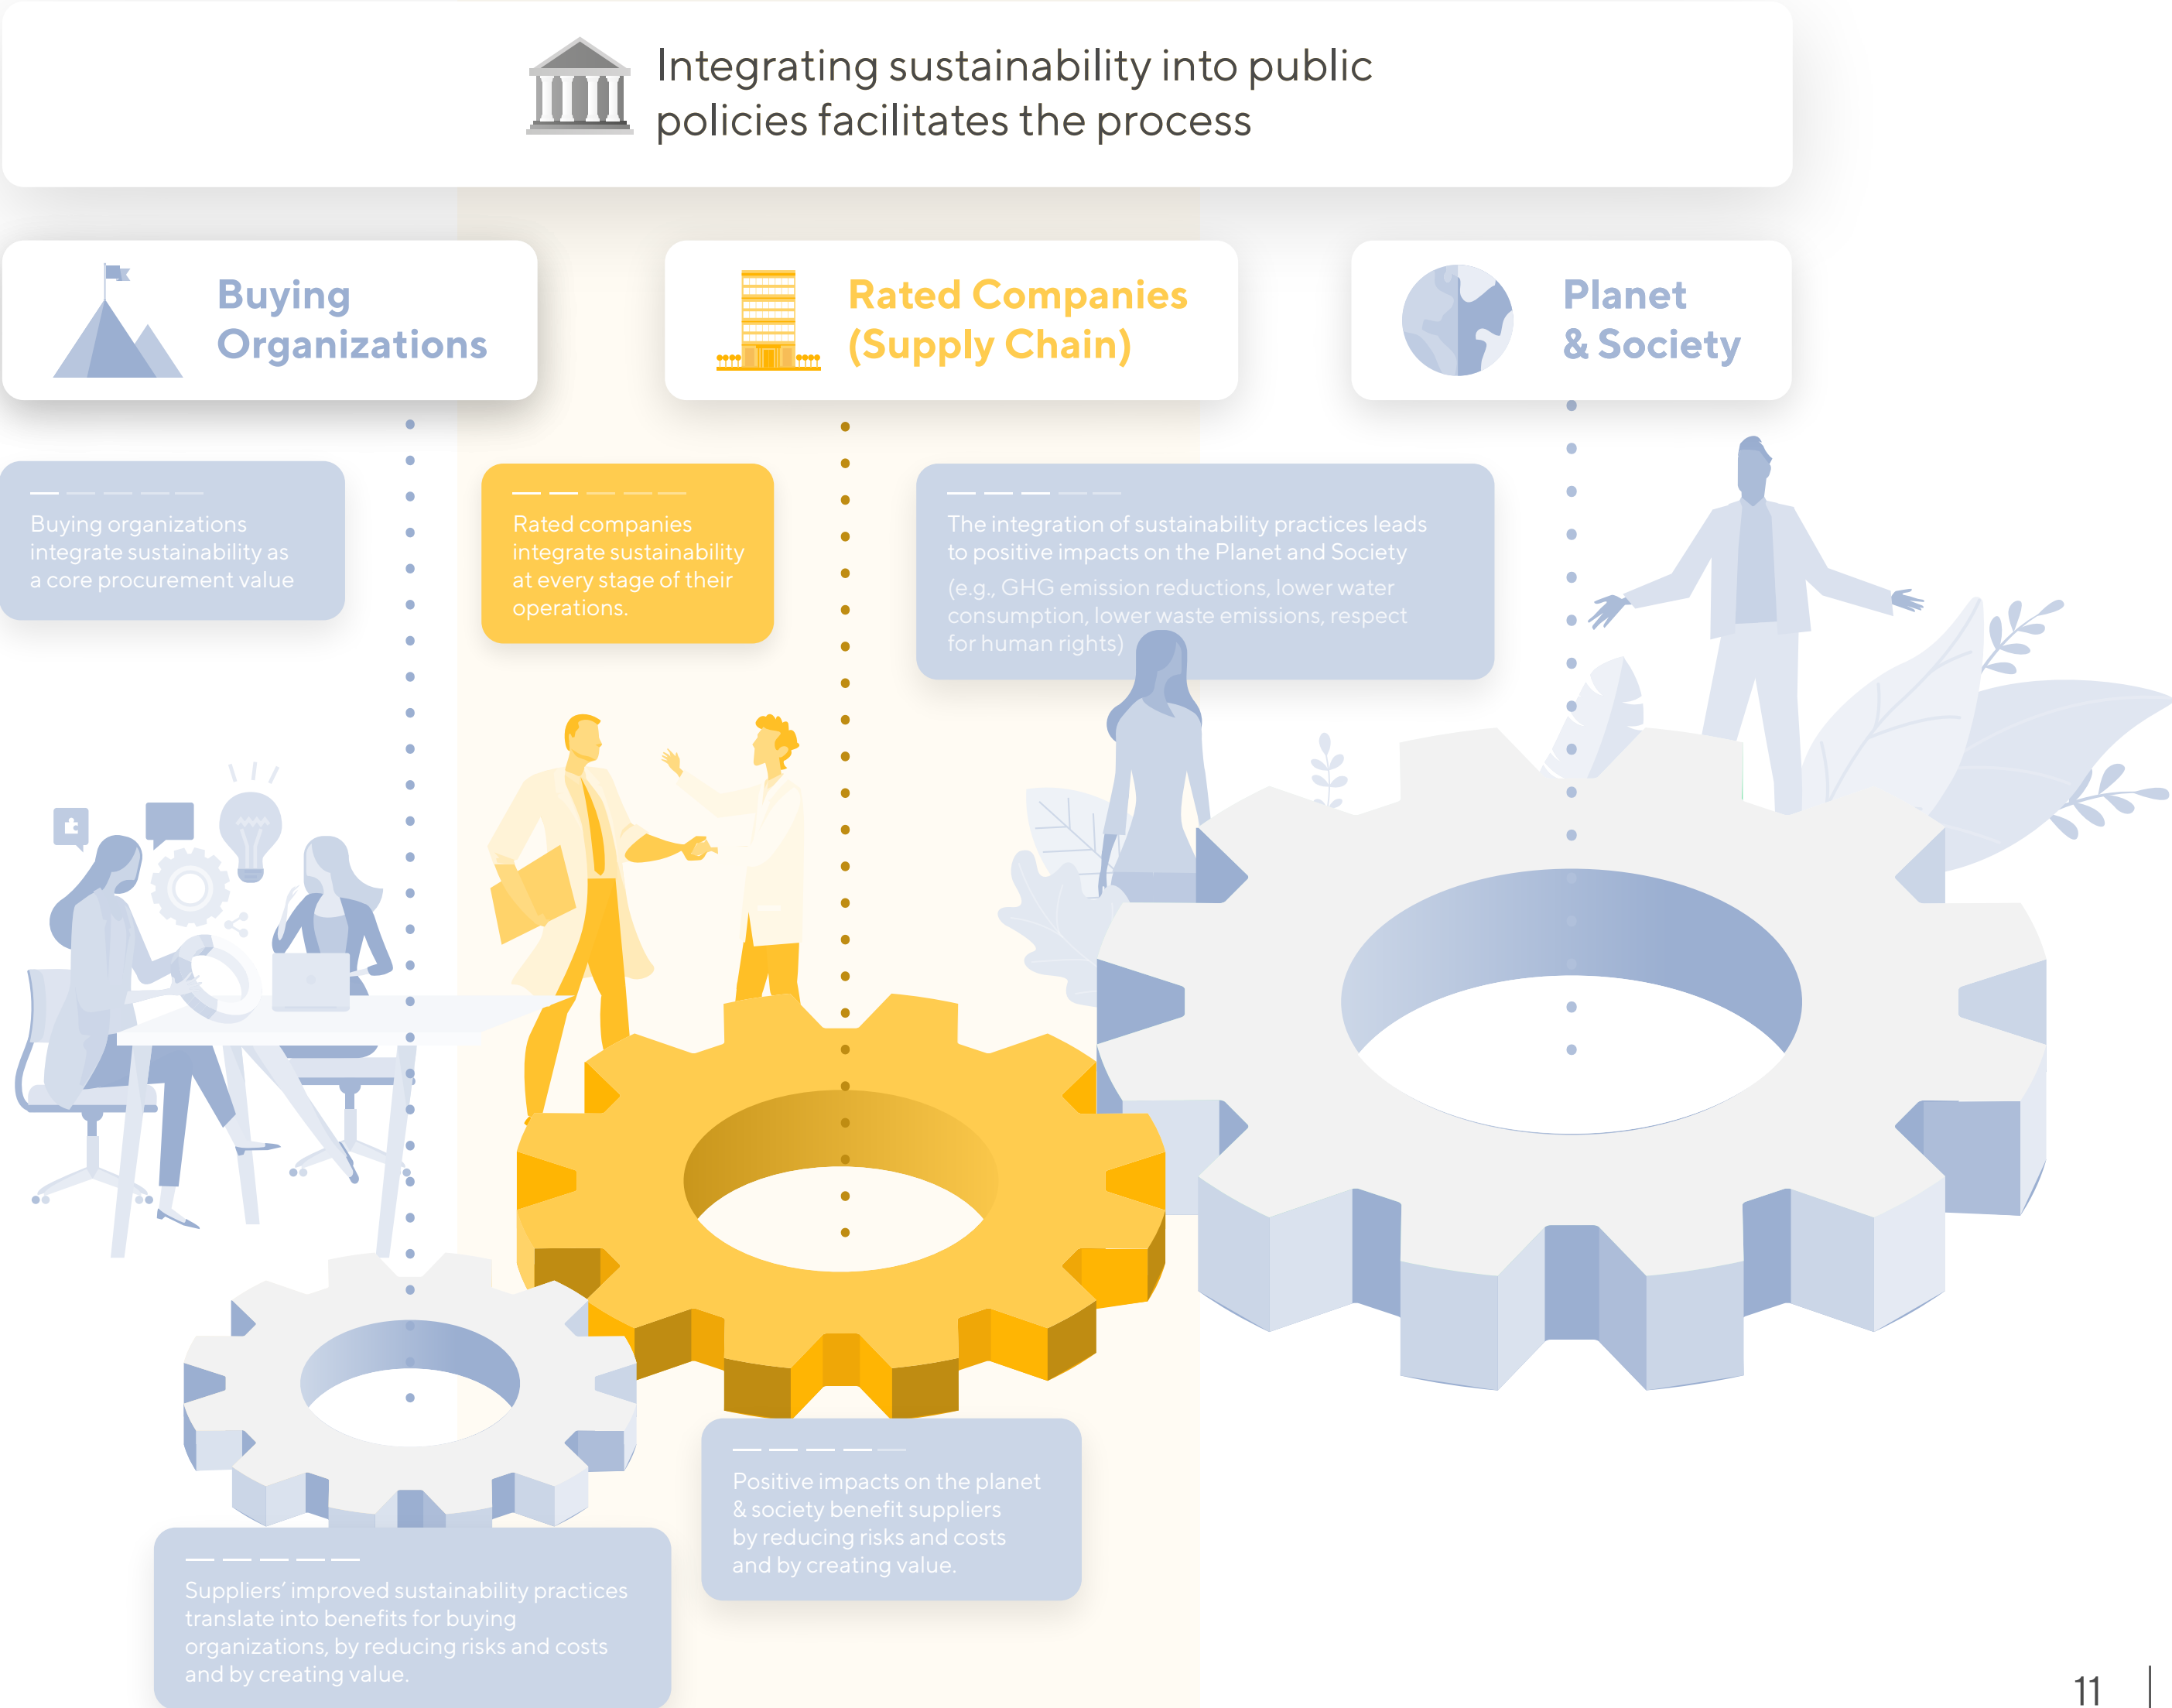 Integrating sustainability into public
policies facilitates the process
Buying
Organizations
Rated Companies
(Supply Chain)
Planet
& Society
Buying organizations
integrate sustainability as
a core procurement value
Rated companies
integrate sustainability
at every stage of their
operations.
The integration of sustainability practices leads
to positive impacts on the Planet and Society
(e.g., GHG emission reductions, lower water
consumption, lower waste emissions, respect
for human rights)
Positive impacts on the planet
& society benefit suppliers
by reducing risks and costs
and by creating value.
Suppliers’ improved sustainability practices
translate into benefits for buying
organizations, by reducing risks and costs
and by creating value.
11